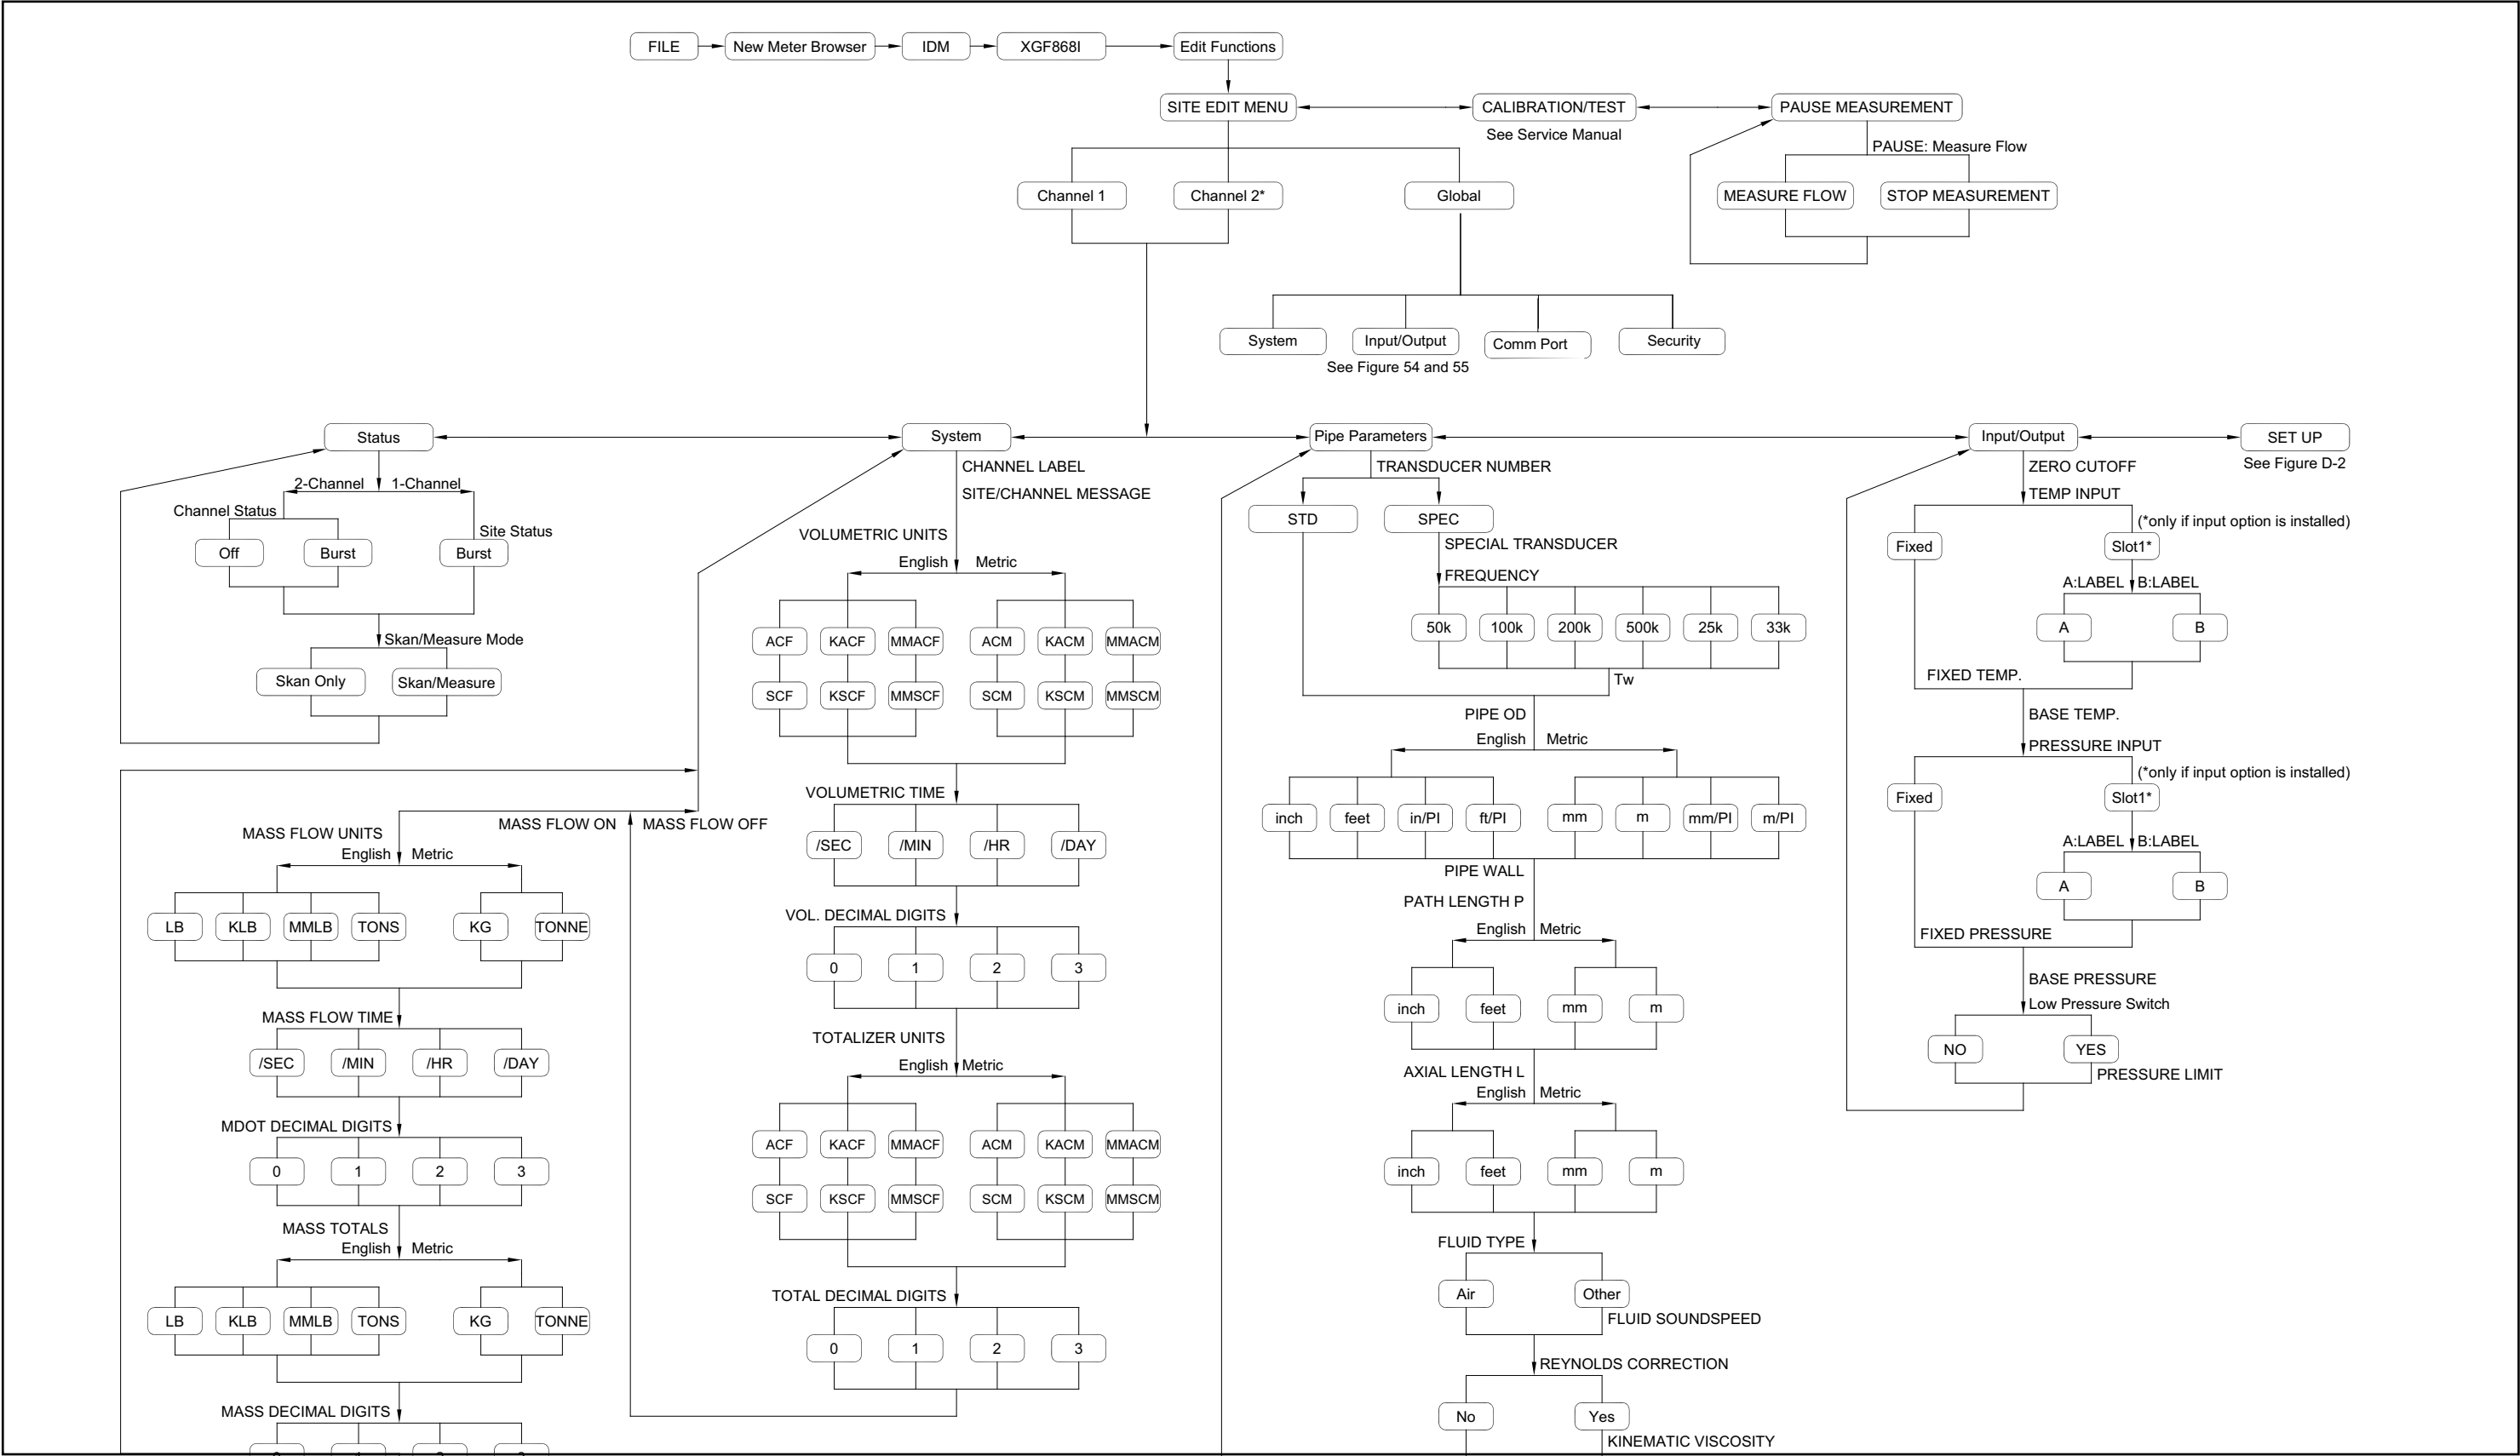 FILE
New Meter Browser
IDM
XGF868I
Edit Functions
SITE EDIT MENU
CALIBRATION/TEST
See Service Manual
PAUSE MEASUREMENT
PAUSE: Measure Flow
MEASURE FLOW
STOP MEASUREMENT
Channel 1
Channel 2*
Global
System
Input/Output
Comm Port
Security
See Figure 54 and 55
Status
2-Channel
1-Channel
Channel Status
Site Status
Off
Burst
Burst
Skan/Measure Mode
Skan Only
Skan/Measure
System
CHANNEL LABEL
SITE/CHANNEL MESSAGE
VOLUMETRIC UNITS
English
Metric
ACF
KACF
MMACF
ACM
KACM
MMACM
SCF
KSCF
MMSCF
SCM
KSCM
MMSCM
VOLUMETRIC TIME
/SEC
/MIN
/HR
/DAY
VOL. DECIMAL DIGITS
0
1
2
3
TOTALIZER UNITS
English
Metric
ACF
KACF
MMACF
ACM
KACM
MMACM
SCF
KSCF
MMSCF
SCM
KSCM
MMSCM
TOTAL DECIMAL DIGITS
0
1
2
3
MASS FLOW ON
MASS FLOW OFF
MASS FLOW UNITS
English
Metric
LB
KLB
MMLB
TONS
KG
TONNE
MASS FLOW TIME
/SEC
/MIN
/HR
/DAY
MDOT DECIMAL DIGITS
0
1
2
3
MASS TOTALS
English
Metric
LB
KLB
MMLB
TONS
KG
TONNE
MASS DECIMAL DIGITS
Pipe Parameters
TRANSDUCER NUMBER
STD
SPEC
SPECIAL TRANSDUCER
FREQUENCY
50k
100k
200k
500k
25k
33k
Tw
PIPE OD
English
Metric
inch
feet
in/PI
ft/PI
mm
m
mm/PI
m/PI
PIPE WALL
PATH LENGTH P
English
Metric
inch
feet
mm
m
AXIAL LENGTH L
English
Metric
inch
feet
mm
m
FLUID TYPE
Air
Other
FLUID SOUNDSPEED
REYNOLDS CORRECTION
No
Yes
KINEMATIC VISCOSITY
Input/Output
SET UP
See Figure D-2
ZERO CUTOFF
TEMP INPUT
(*only if input option is installed)
Fixed
Slot1*
A:LABEL
B:LABEL
A
B
FIXED TEMP.
BASE TEMP.
PRESSURE INPUT
(*only if input option is installed)
Fixed
Slot1*
A:LABEL
B:LABEL
A
B
FIXED PRESSURE
BASE PRESSURE
Low Pressure Switch
NO
YES
PRESSURE LIMIT